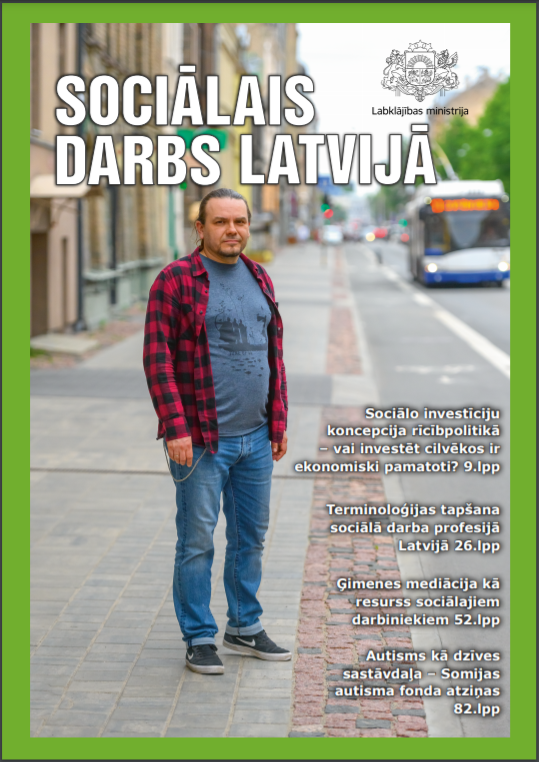 SOCIĀLAIS
DARBS LATVIJĀ
Labklājības ministrija
Sociālo investīciju
koncepcija rīcībpolitikā
– vai investēt cilvēkos ir
ekonomiski pamatoti? 9.lpp
Terminoloģijas tapšana
sociālā darba profesijā
Latvijā 26.lpp
Ģimenes mediācija kā
resurss sociālajiem
darbiniekiem 52.lpp
Autisms kā dzīves
sastāvdaļa – Somijas
autisma fonda atziņas
82.lpp